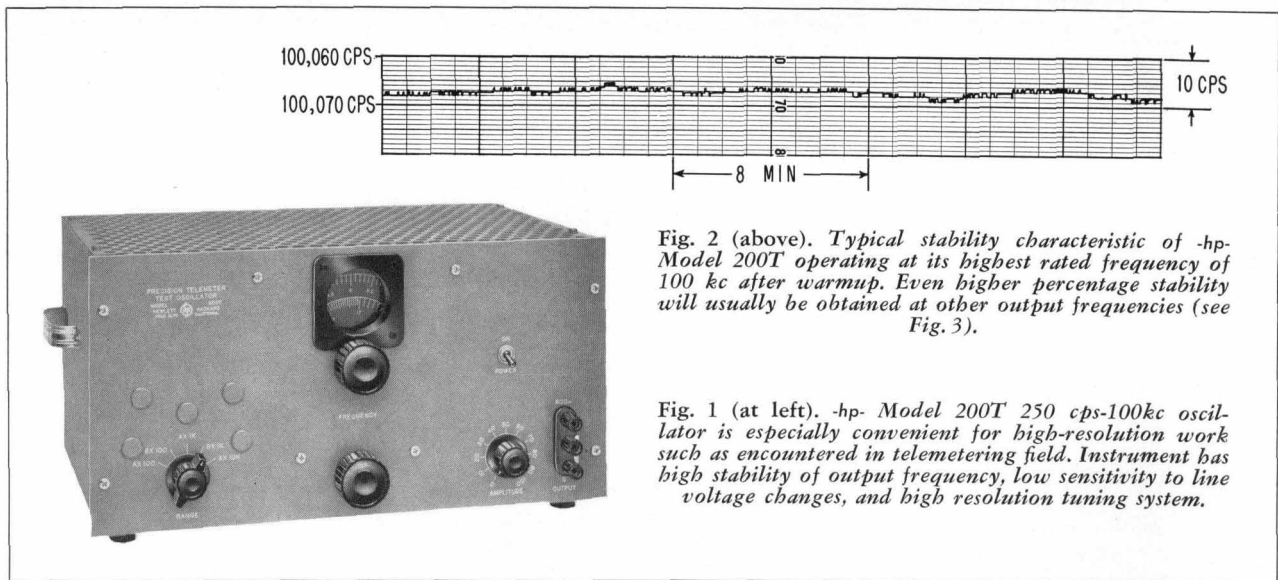 100,060 CPS
100,070 CPS
0
70
8
10 CPS
8 MIN
Fig. 2 (above). Typical stability characteristic of -hp-
Model 200T operating at its highest rated frequency of
100 kc after warmup. Even higher percentage stability
will usually be obtained at other output frequencies (see
Fig. 3).
PRECISION TELEMETER
TEST OSCILLATOR
ON
POWER
FREQUENCY
RANGE
AMPLITUDE
OUTPUT
Fig. 1 (at left). -hp- Model 200T 250 cps-100kc oscil-
lator is especially convenient for high-resolution work
such as encountered in telemetering field. Instrument has
high stability of output frequency, low sensitivity to line
voltage changes, and high resolution tuning system.